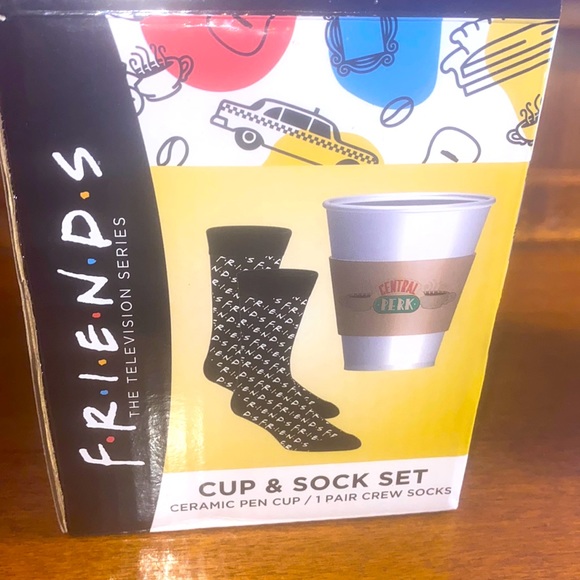 F·R·I·E·N·D·S
THE TELEVISION SERIES
CENTRAL
PERK
CUP & SOCK SET
CERAMIC PEN CUP / 1 PAIR CREW SOCKS